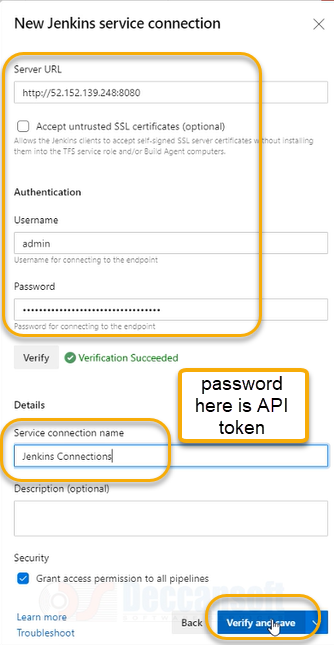 New Jenkins service connection
Server URL
http://52.152.139.248:8080
Accept untrusted SSL certificates (optional)
Allows the Jenkins clients to accept self-signed SSL server certificates without installing
them into the TFS service role and/or Build Agent computers.
Authentication
Username
admin
Username for connecting to the endpoint
Password
Password for connecting to the endpoint
Verify
Verification Succeeded
password
here is API
token
Details
Service connection name
Jenkins Connections
Description (optional)
Security
Grant access permission to all pipelines
Deccansoft
Learn more
Troubleshoot
Back
Verify and save